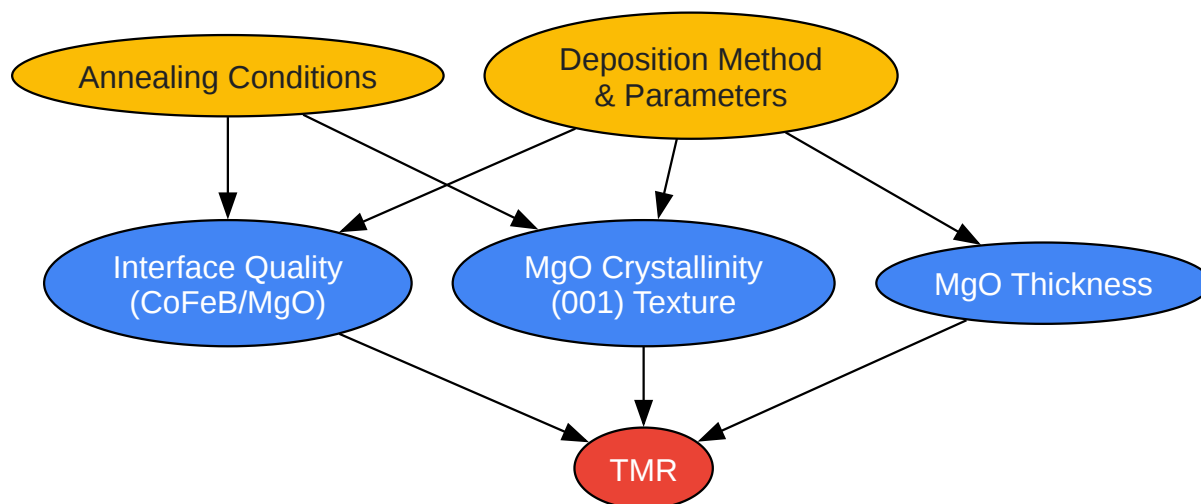 Annealing Conditions
Deposition Method
& Parameters
Interface Quality
(CoFeB/MgO)
MgO Crystallinity
(001) Texture
MgO Thickness
TMR